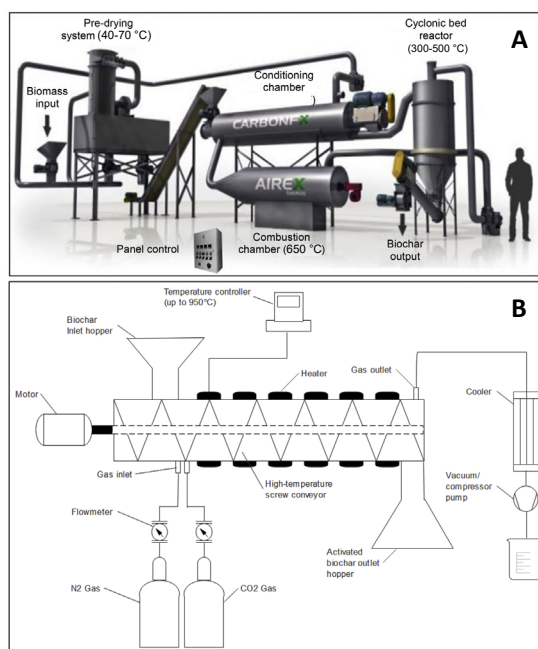 Pre-drying
system (40-70 °C)
Cyclonic bed
reactor
(300-500 °C)
A
Biomass
input
Conditioning
chamber
CARBONFX
AIREX
Combustion
chamber (650 °C)
Panel control
Biochar
output
B
Temperature controller
(up to 950°C)
Biochar
Inlet hopper
Heater
Gas outlet
Cooler
Motor
Gas inlet
High-temperature
screw conveyor
Vacuum/
compressor
pump
Flowmeter
Activated
biochar outlet
hopper
N2 Gas
CO2 Gas